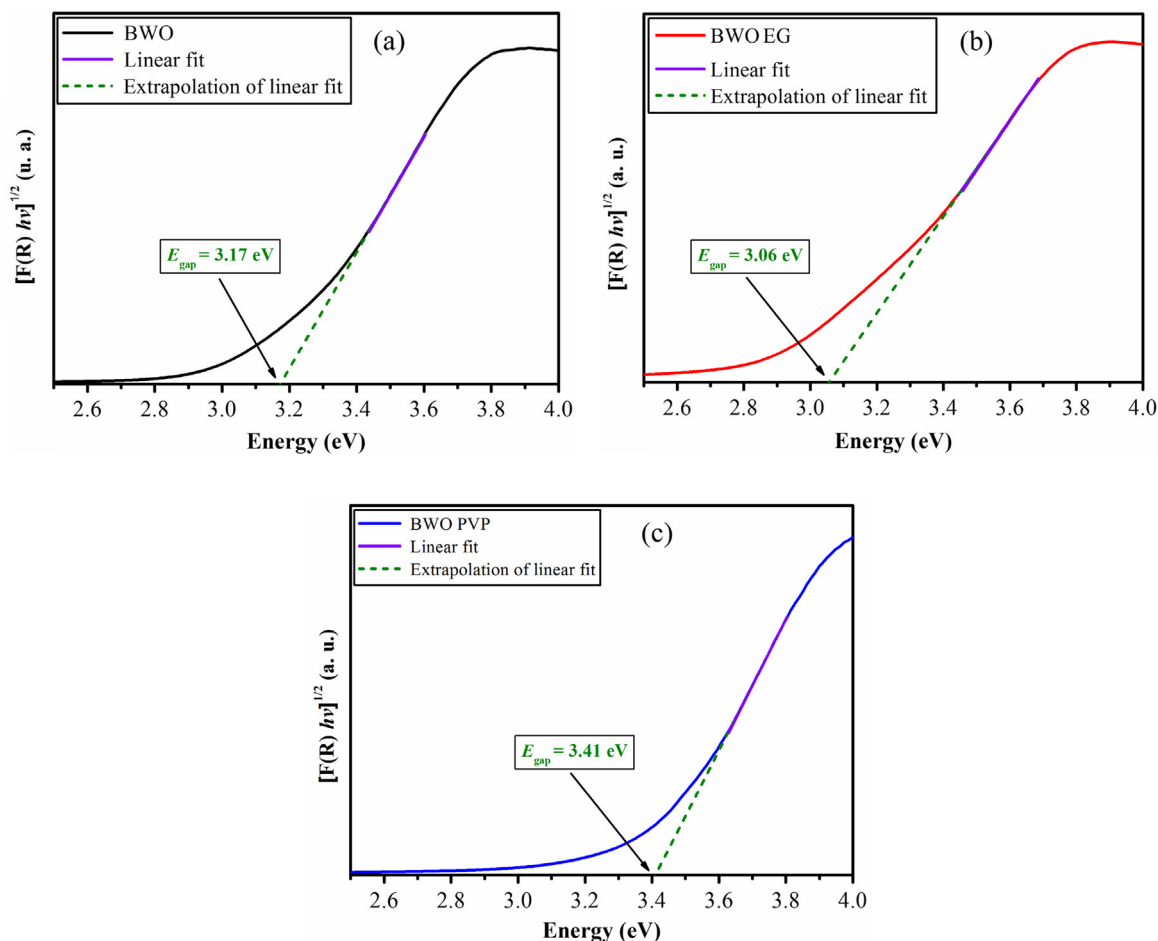 BWO
Linear fit
Extrapolation of linear fit
(a)
[F(R) hν]^1/2 (u. a.)
E_gap = 3.17 eV
2.6 2.8 3.0 3.2 3.4 3.6 3.8 4.0
Energy (eV)
BWO EG
Linear fit
Extrapolation of linear fit
(b)
[F(R) hν]^1/2 (a. u.)
E_gap = 3.06 eV
2.6 2.8 3.0 3.2 3.4 3.6 3.8 4.0
Energy (eV)
BWO PVP
Linear fit
Extrapolation of linear fit
(c)
[F(R) hν]^1/2 (a. u.)
E_gap = 3.41 eV
2.6 2.8 3.0 3.2 3.4 3.6 3.8 4.0
Energy (eV)